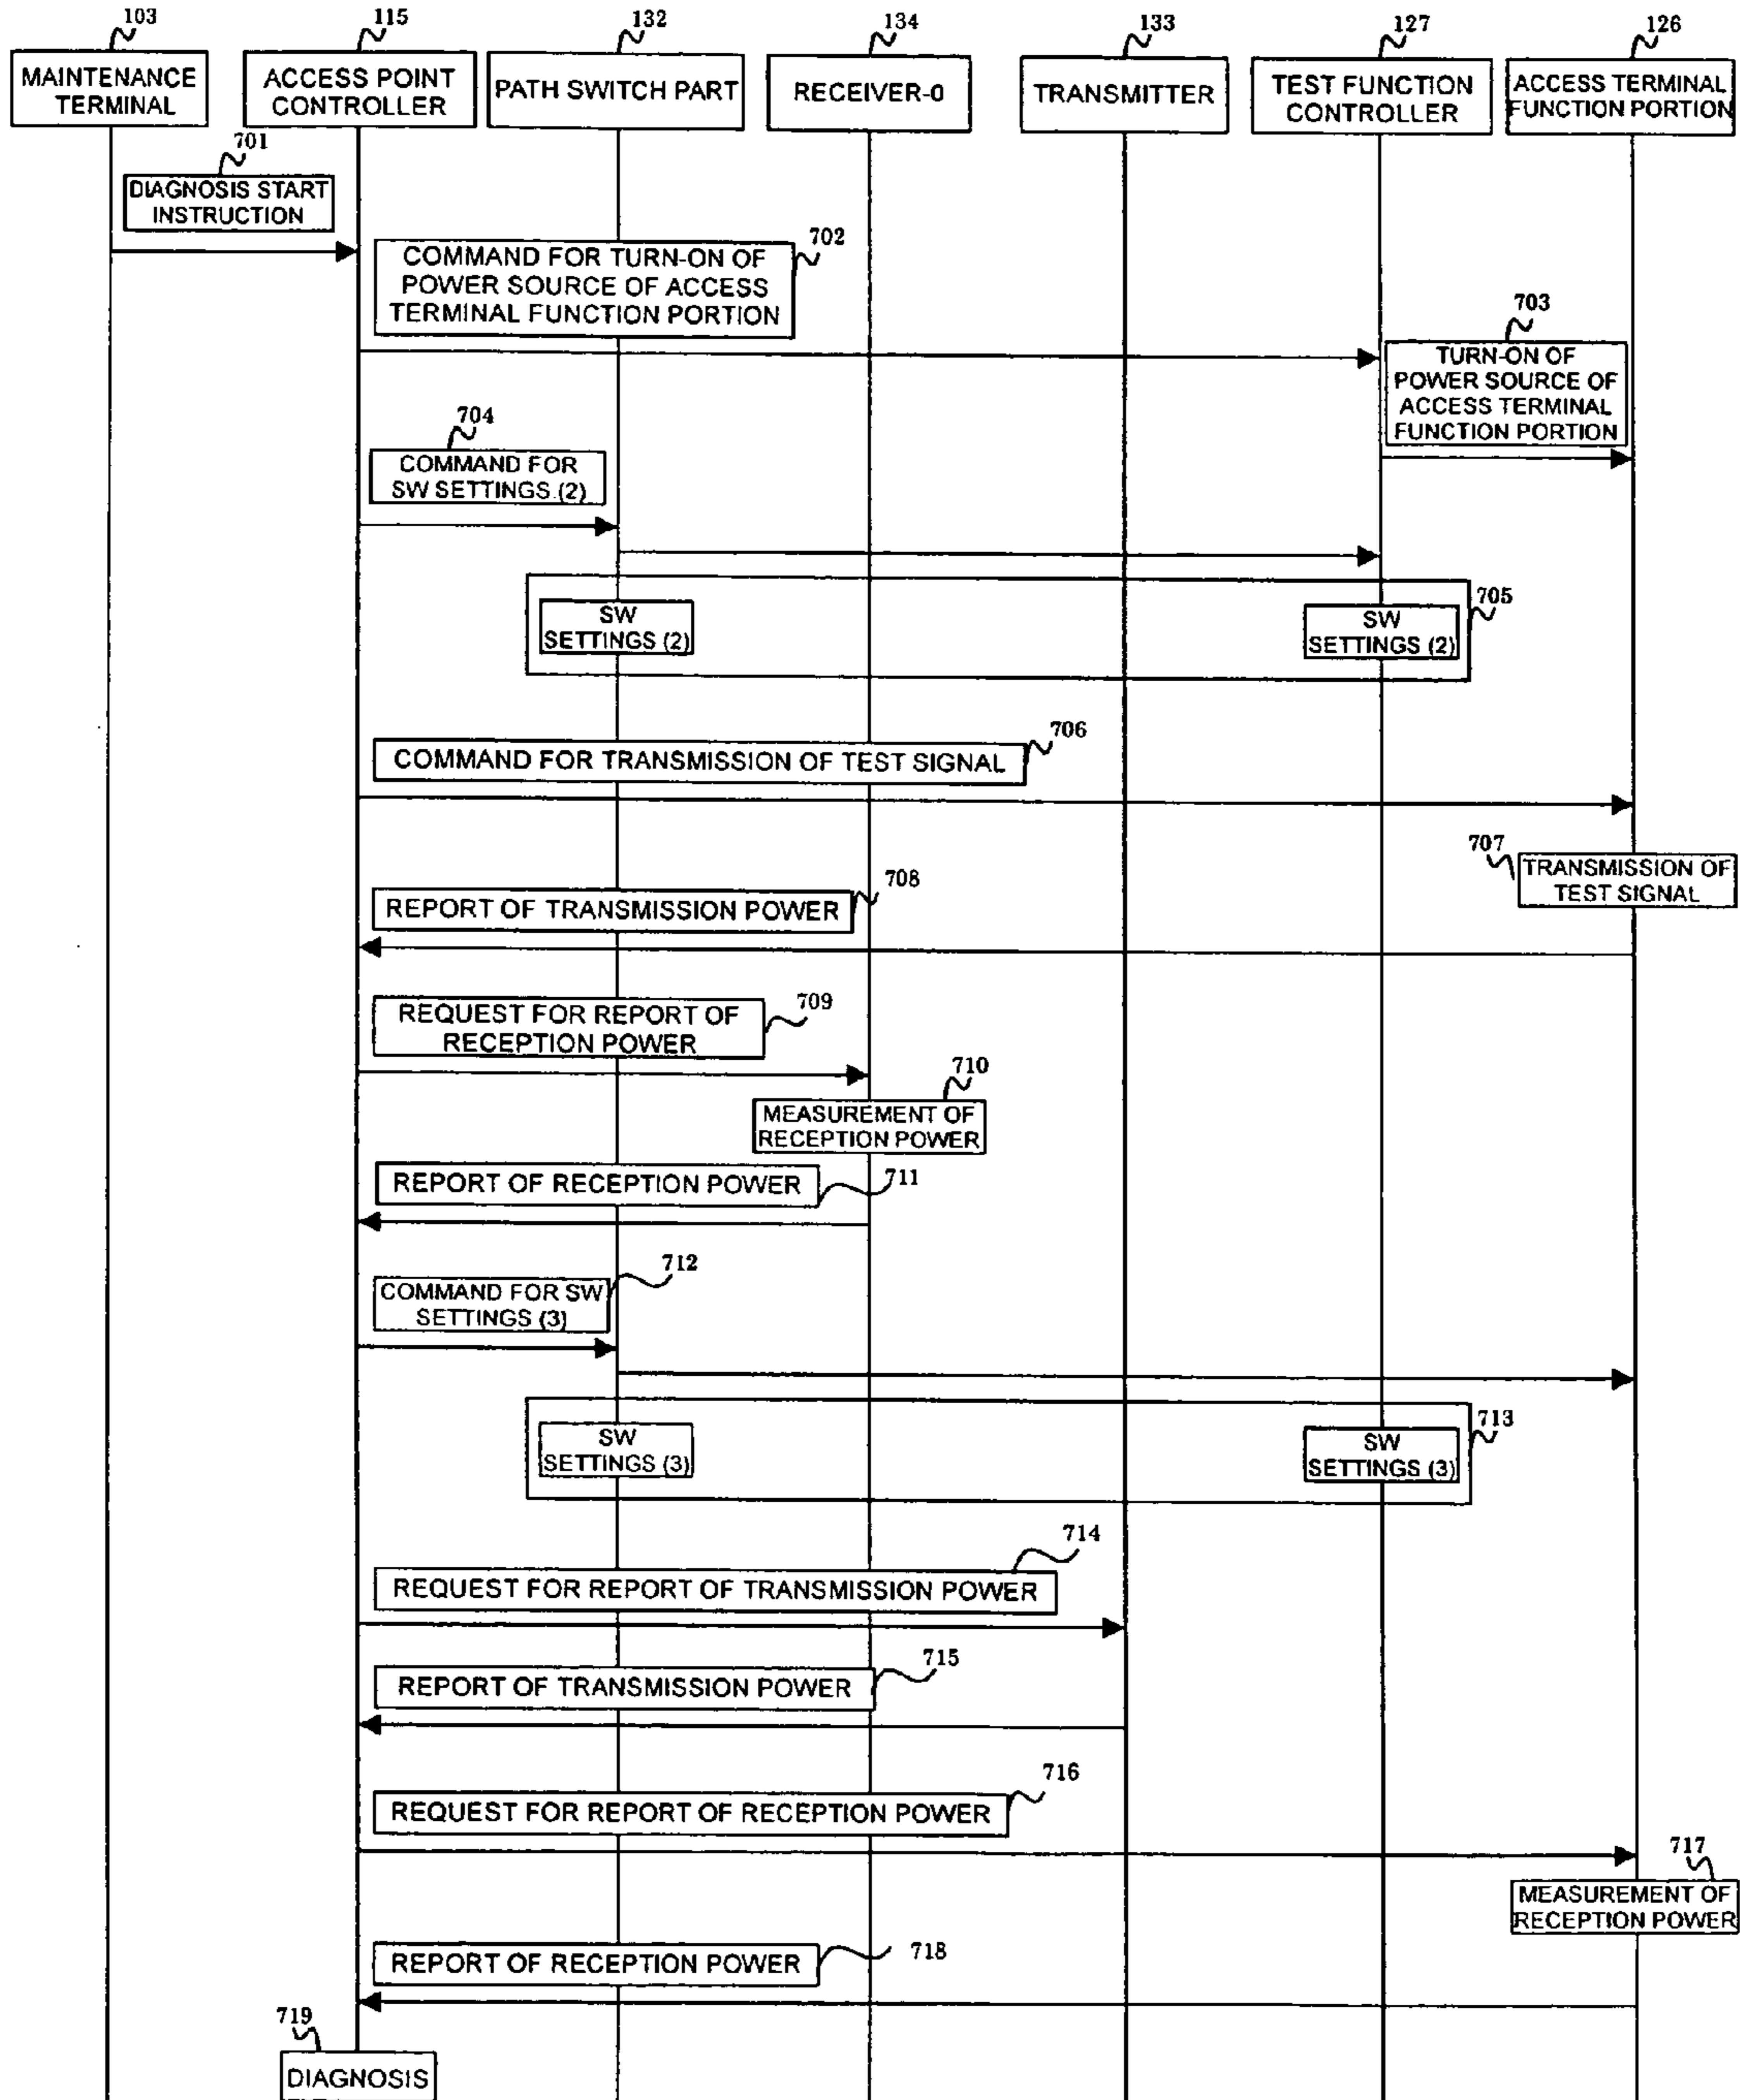 103
115
132
134
133
127
126
MAINTENANCE
TERMINAL
ACCESS POINT
CONTROLLER
PATH SWITCH PART
RECEIVER-0
TRANSMITTER
TEST FUNCTION
CONTROLLER
ACCESS TERMINAL
FUNCTION PORTION
701
DIAGNOSIS START
INSTRUCTION
702
COMMAND FOR TURN-ON OF
POWER SOURCE OF ACCESS
TERMINAL FUNCTION PORTION
703
TURN-ON OF
POWER SOURCE OF
ACCESS TERMINAL
FUNCTION PORTION
704
COMMAND FOR
SW SETTINGS (2)
705
SW
SETTINGS (2)
SW
SETTINGS (2)
706
COMMAND FOR TRANSMISSION OF TEST SIGNAL
707
TRANSMISSION OF
TEST SIGNAL
708
REPORT OF TRANSMISSION POWER
709
REQUEST FOR REPORT OF
RECEPTION POWER
710
MEASUREMENT OF
RECEPTION POWER
711
REPORT OF RECEPTION POWER
712
COMMAND FOR SW
SETTINGS (3)
713
SW
SETTINGS (3)
SW
SETTINGS (3)
714
REQUEST FOR REPORT OF TRANSMISSION POWER
715
REPORT OF TRANSMISSION POWER
716
REQUEST FOR REPORT OF RECEPTION POWER
717
MEASUREMENT OF
RECEPTION POWER
718
REPORT OF RECEPTION POWER
719
DIAGNOSIS